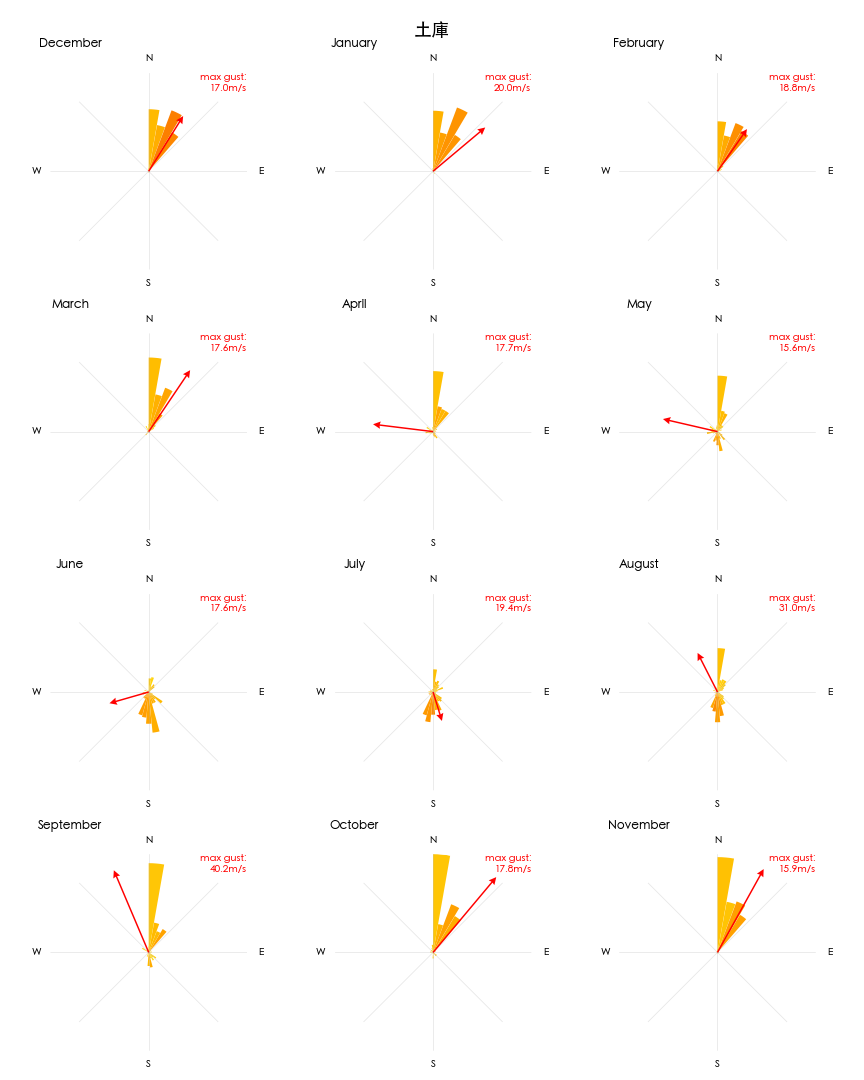 土庫
December
January
February
N
N
N
max gust:
17.0m/s
max gust:
20.0m/s
max gust:
18.8m/s
W
E
W
E
W
E
S
S
S
March
April
May
N
N
N
max gust:
17.6m/s
max gust:
17.7m/s
max gust:
15.6m/s
W
E
W
E
W
E
S
S
S
June
July
August
N
N
N
max gust:
17.6m/s
max gust:
19.4m/s
max gust:
31.0m/s
W
E
W
E
W
E
S
S
S
September
October
November
N
N
N
max gust:
40.2m/s
max gust:
17.8m/s
max gust:
15.9m/s
W
E
W
E
W
E
S
S
S